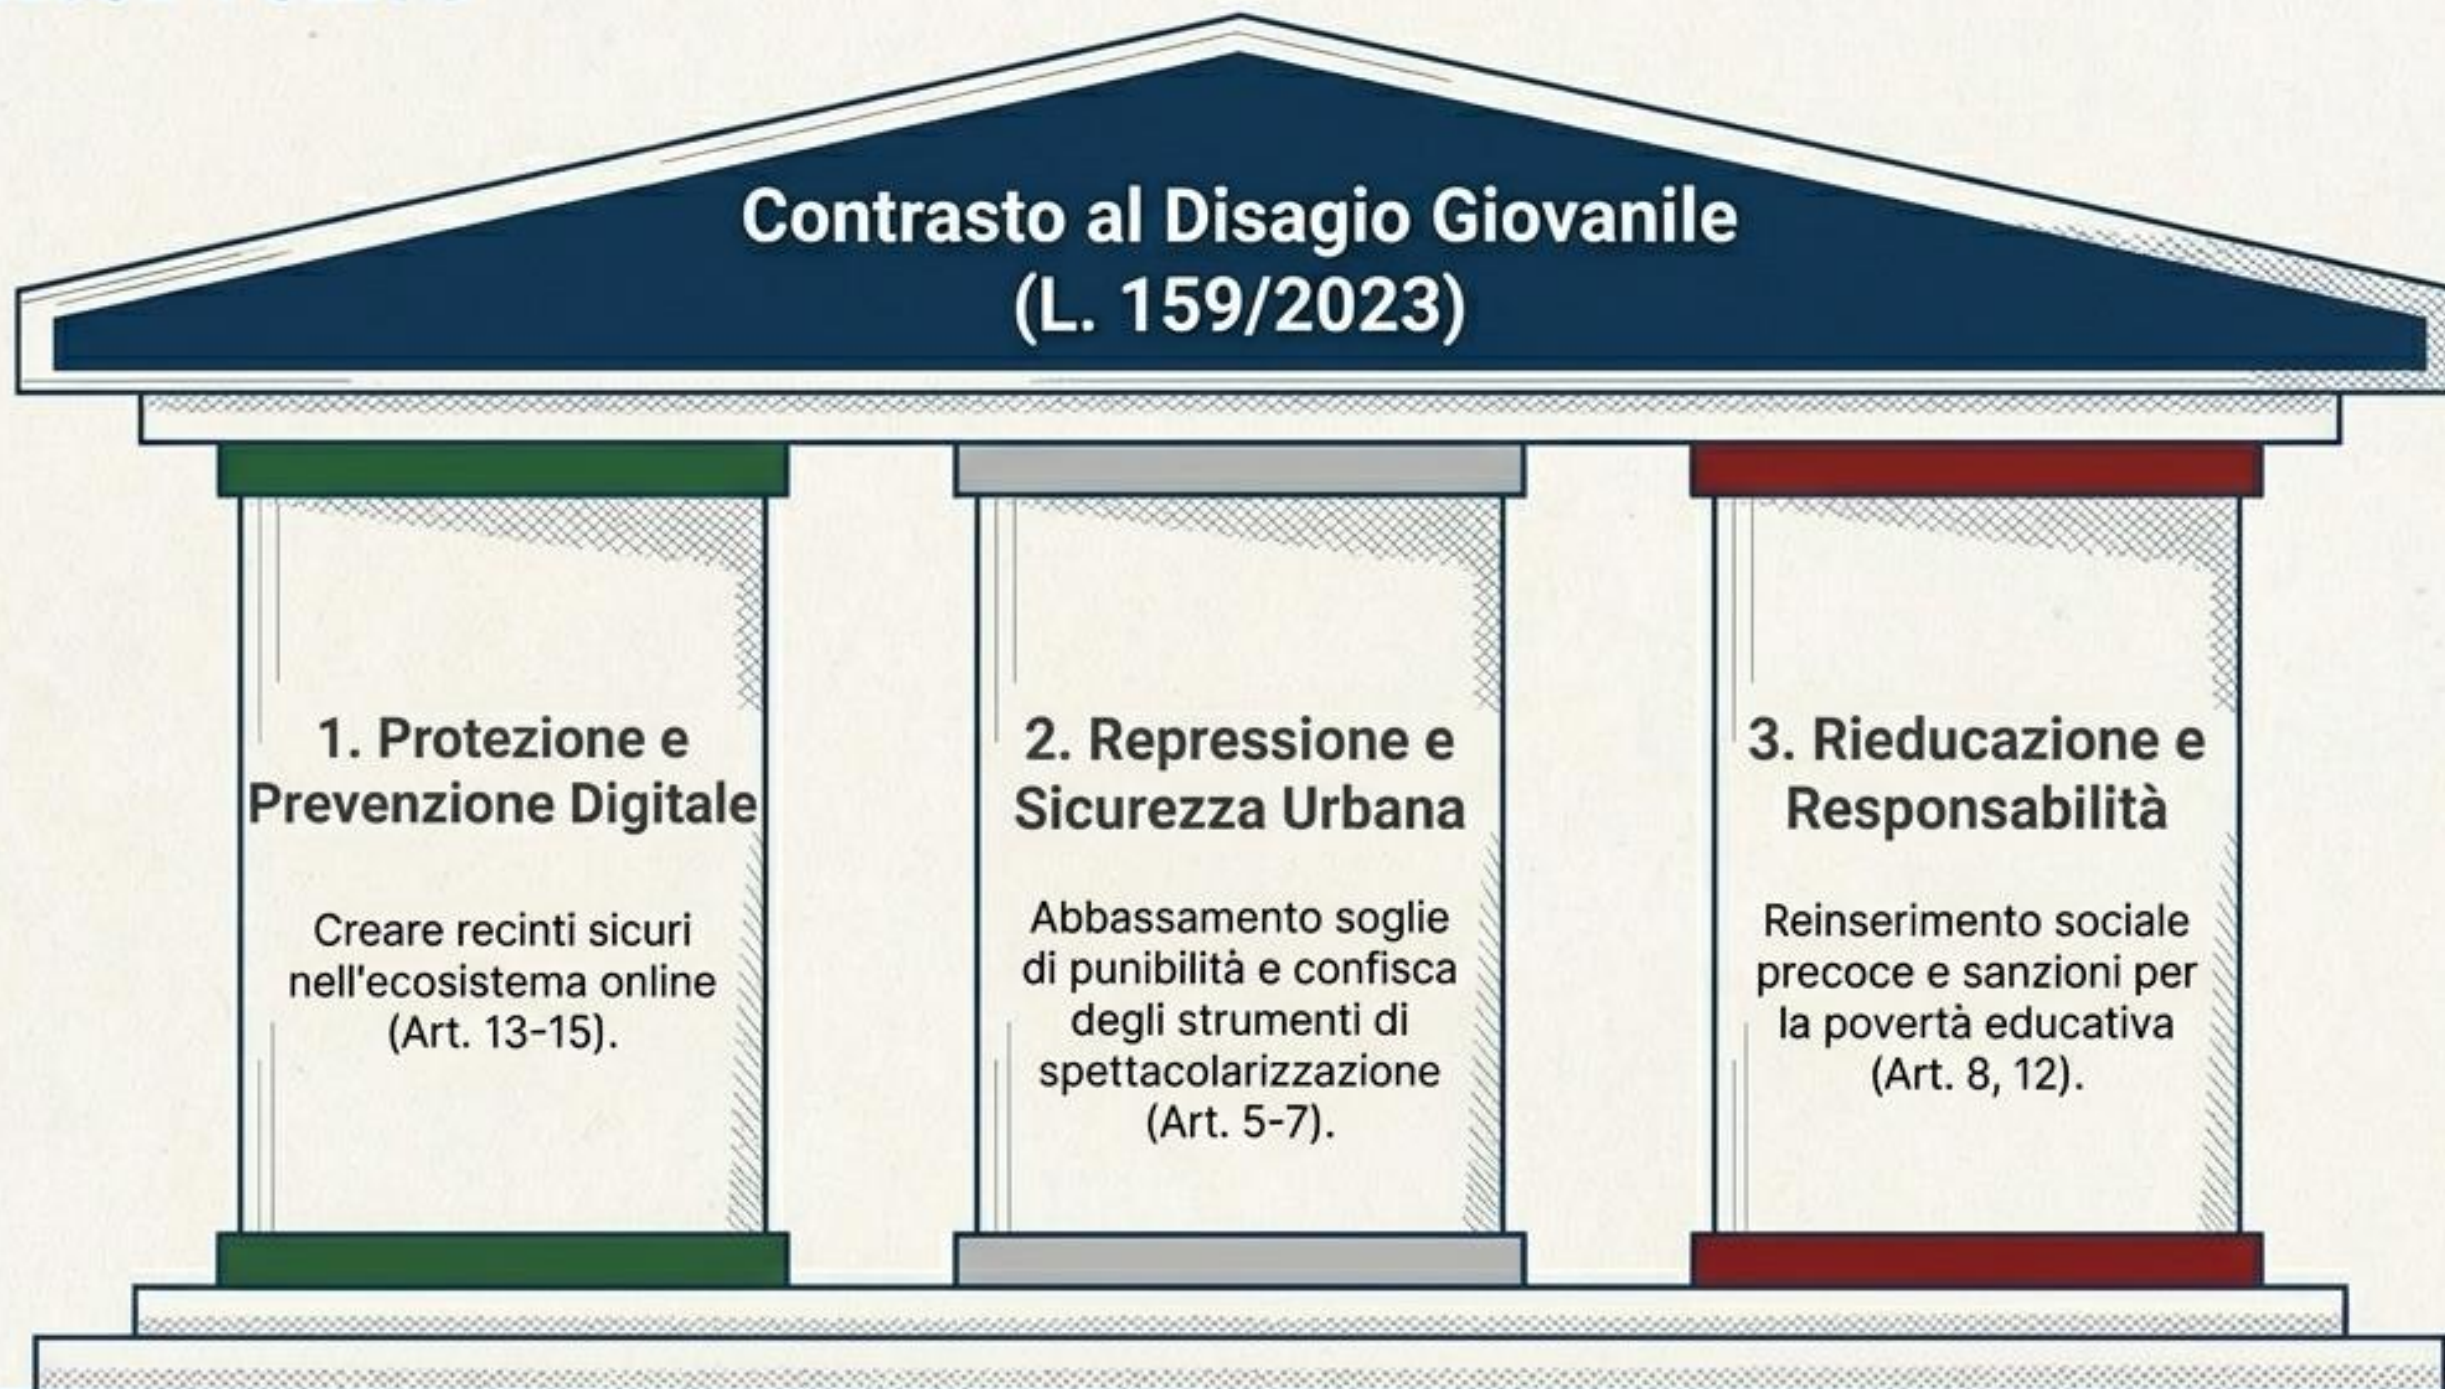 Contrasto al Disagio Giovanile
(L. 159/2023)
1. Protezione e
Prevenzione Digitale
Creare recinti sicuri
nell'ecosistema online
(Art. 13-15).
2. Repressione e
Sicurezza Urbana
Abbassamento soglie
di punibilità e confisca
degli strumenti di
spettacolarizzazione
(Art. 5-7).
3. Rieducazione e
Responsabilità
Reinserimento sociale
precoce e sanzioni per
la povertà educativa
(Art. 8, 12).